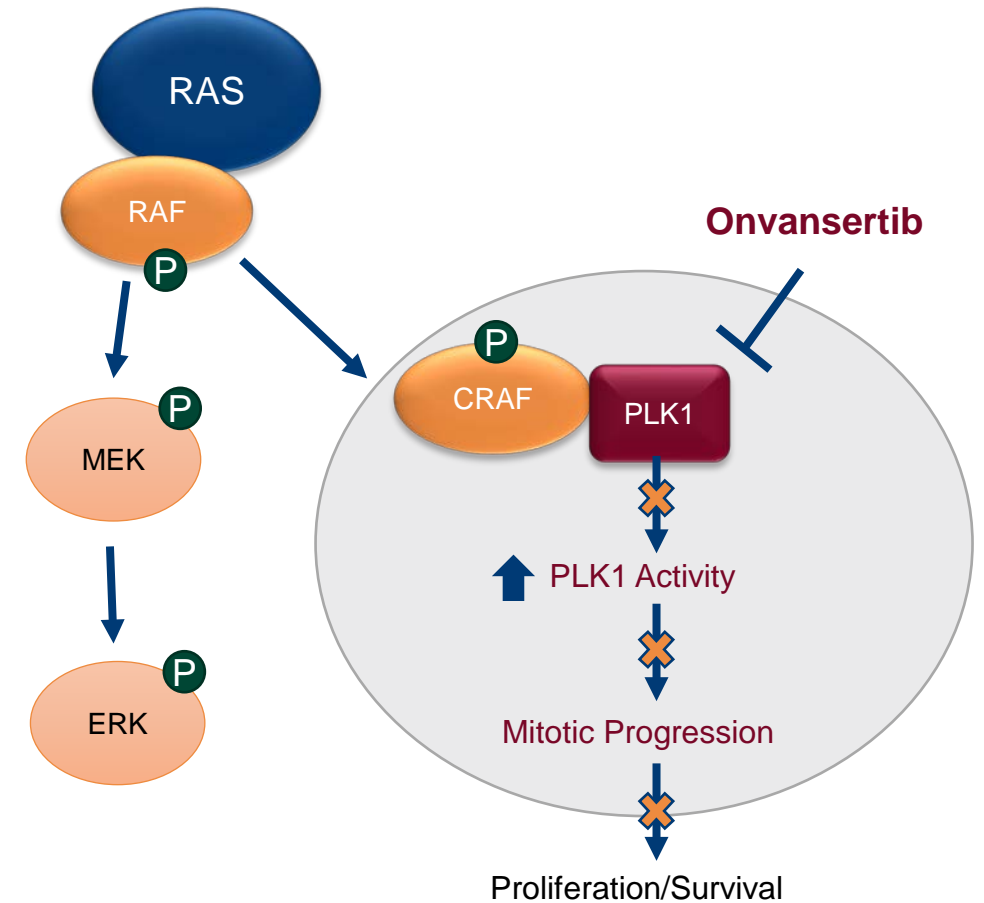 RAS
RAF
P
Onvansertib
P
CRAF
PLK1
P
MEK
PLK1 Activity
P
ERK
Mitotic Progression
Proliferation/Survival